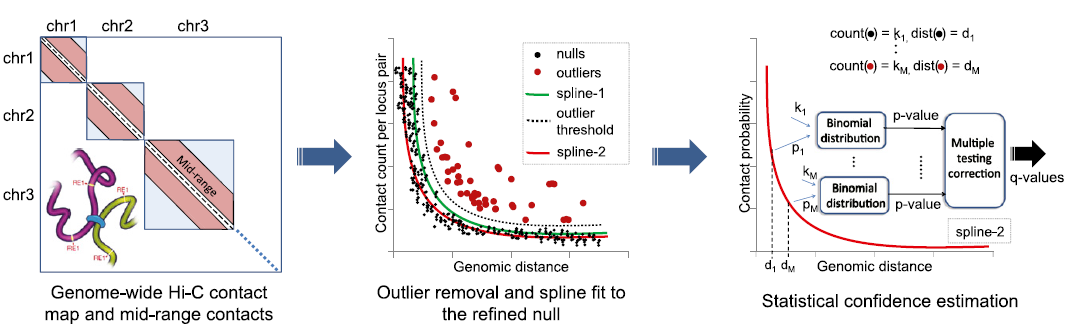 chr1 chr2 chr3
chr1
chr2
chr3
Mid-range
RE1
RE1
RE1
RE1
Genome-wide Hi-C contact
map and mid-range contacts
Contact count per locus pair
nulls
outliers
spline-1
outlier
threshold
spline-2
Genomic distance
Outlier removal and spline fit to
the refined null
count(●) = k1, dist(●) = d1
⋮
count(●) = kM, dist(●) = dM
Contact probability
k1
p1
Binomial
distribution
p-value
kM
pM
Binomial
distribution
p-value
Multiple
testing
correction
q-values
spline-2
d1 dM
Genomic distance
Statistical confidence estimation